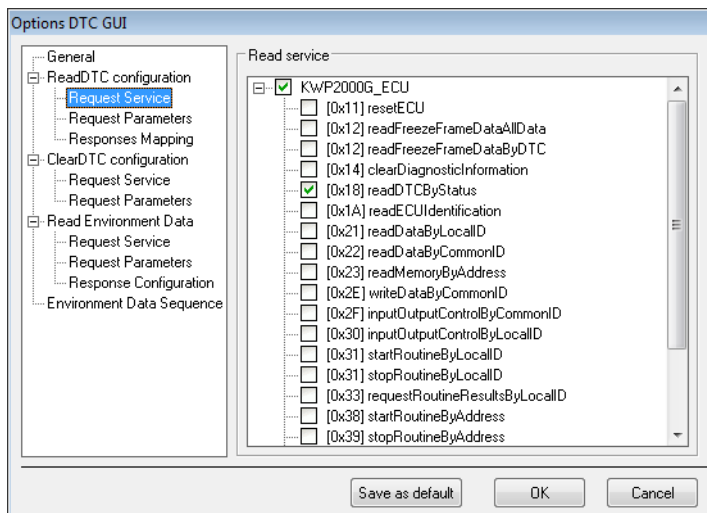 Options DTC GUI
General
ReadDTC configuration
Request Service
Request Parameters
Responses Mapping
ClearDTC configuration
Request Service
Request Parameters
Read Environment Data
Request Service
Request Parameters
Response Configuration
Environment Data Sequence
Read service
KWP2000G_ECU
[0x11] resetECU
[0x12] readFreezeFrameDataAllData
[0x12] readFreezeFrameDataByDTC
[0x14] clearDiagnosticInformation
[0x18] readDTCByStatus
[0x1A] readECUIdentification
[0x21] readDataByLocalID
[0x22] readDataByCommonID
[0x23] readMemoryByAddress
[0x2E] writeDataByCommonID
[0x2F] inputOutputControlByCommonID
[0x30] inputOutputControlByLocalID
[0x31] startRoutineByLocalID
[0x31] stopRoutineByLocalID
[0x33] requestRoutineResultsByLocalID
[0x38] startRoutineByAddress
[0x39] stopRoutineByAddress
Save as default
OK
Cancel